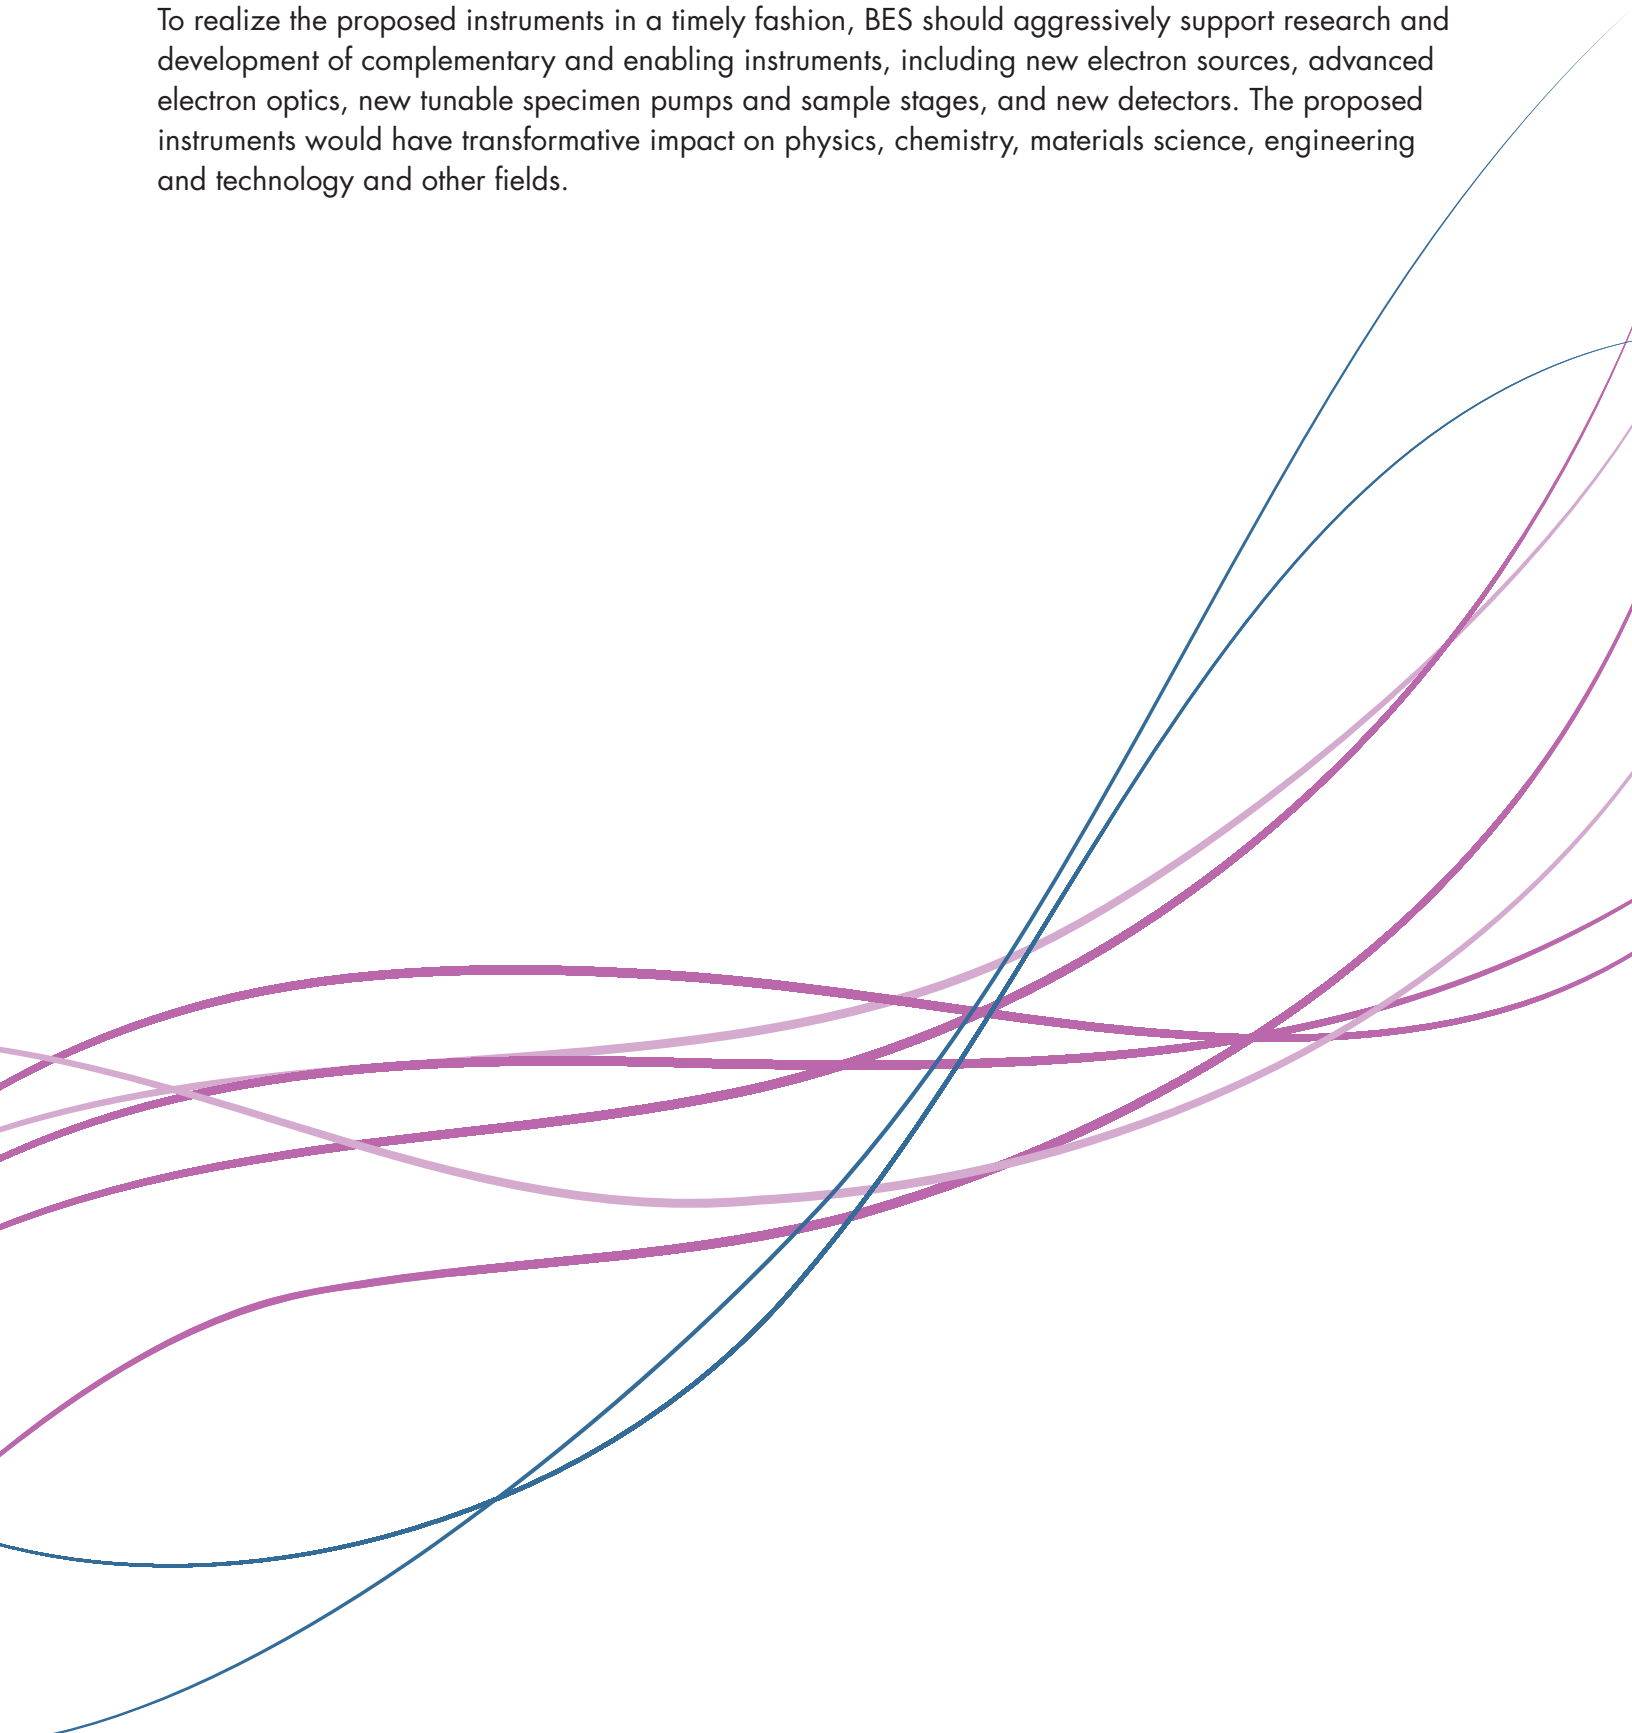 To realize the proposed instruments in a timely fashion, BES should aggressively support research and
development of complementary and enabling instruments, including new electron sources, advanced
electron optics, new tunable specimen pumps and sample stages, and new detectors. The proposed
instruments would have transformative impact on physics, chemistry, materials science, engineering
and technology and other fields.